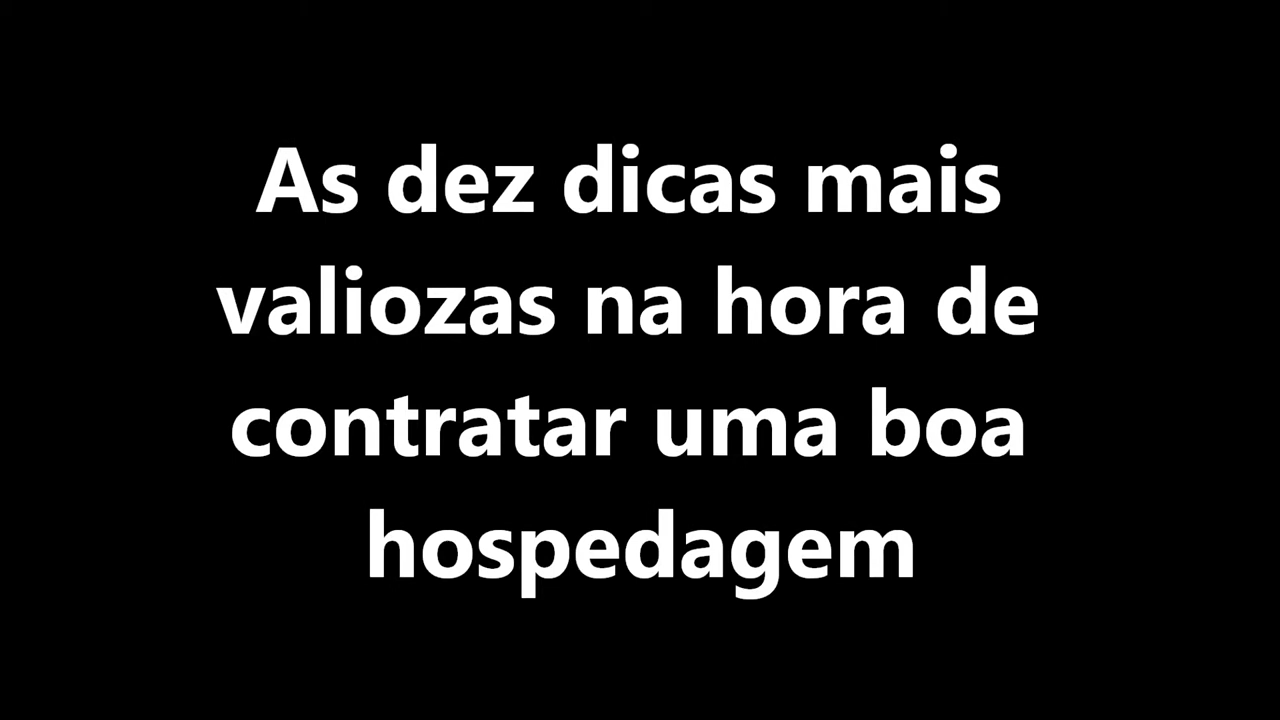 As dez dicas mais
valiozas na hora de
contratar uma boa
hospedagem